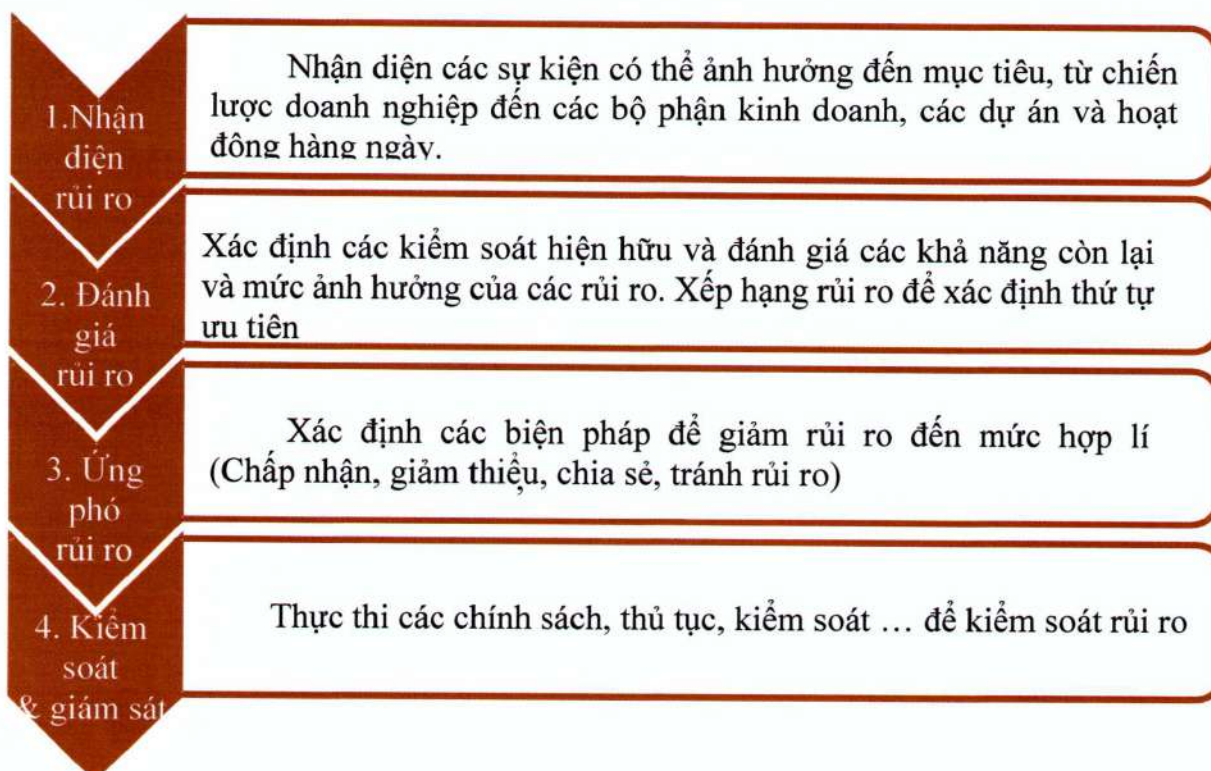 1.Nhận
diện
rủi ro
Nhận diện các sự kiện có thể ảnh hưởng đến mục tiêu, từ chiến
lược doanh nghiệp đến các bộ phận kinh doanh, các dự án và hoạt
động hàng ngày.
2. Đánh
giá
rủi ro
Xác định các kiểm soát hiện hữu và đánh giá các khả năng còn lại
và mức ảnh hưởng của các rủi ro. Xếp hạng rủi ro để xác định thứ tự
ưu tiên
3. Ứng
phó
rủi ro
Xác định các biện pháp để giảm rủi ro đến mức hợp lí
(Chấp nhận, giảm thiểu, chia sẻ, tránh rủi ro)
4. Kiểm
soát
& giám sát
Thực thi các chính sách, thủ tục, kiểm soát … để kiểm soát rủi ro